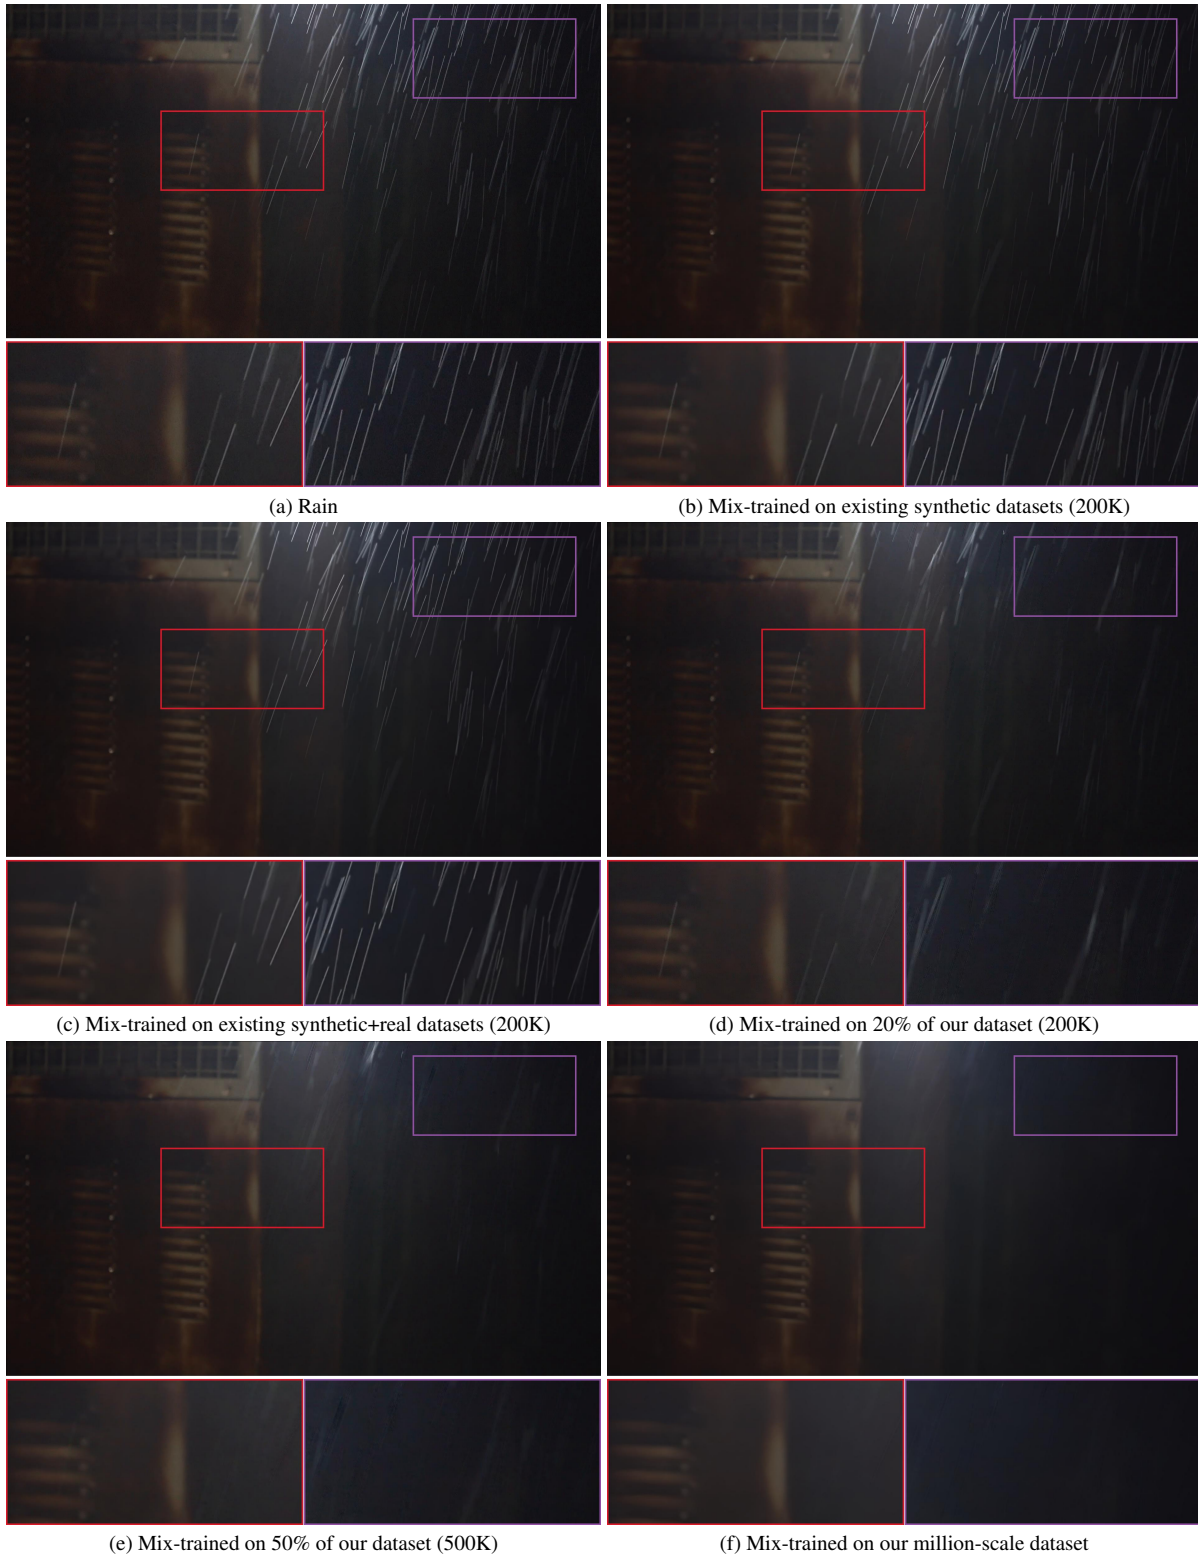 (a) Rain
(b) Mix-trained on existing synthetic datasets (200K)
(c) Mix-trained on existing synthetic+real datasets (200K)
(d) Mix-trained on 20% of our dataset (200K)
(e) Mix-trained on 50% of our dataset (500K)
(f) Mix-trained on our million-scale dataset